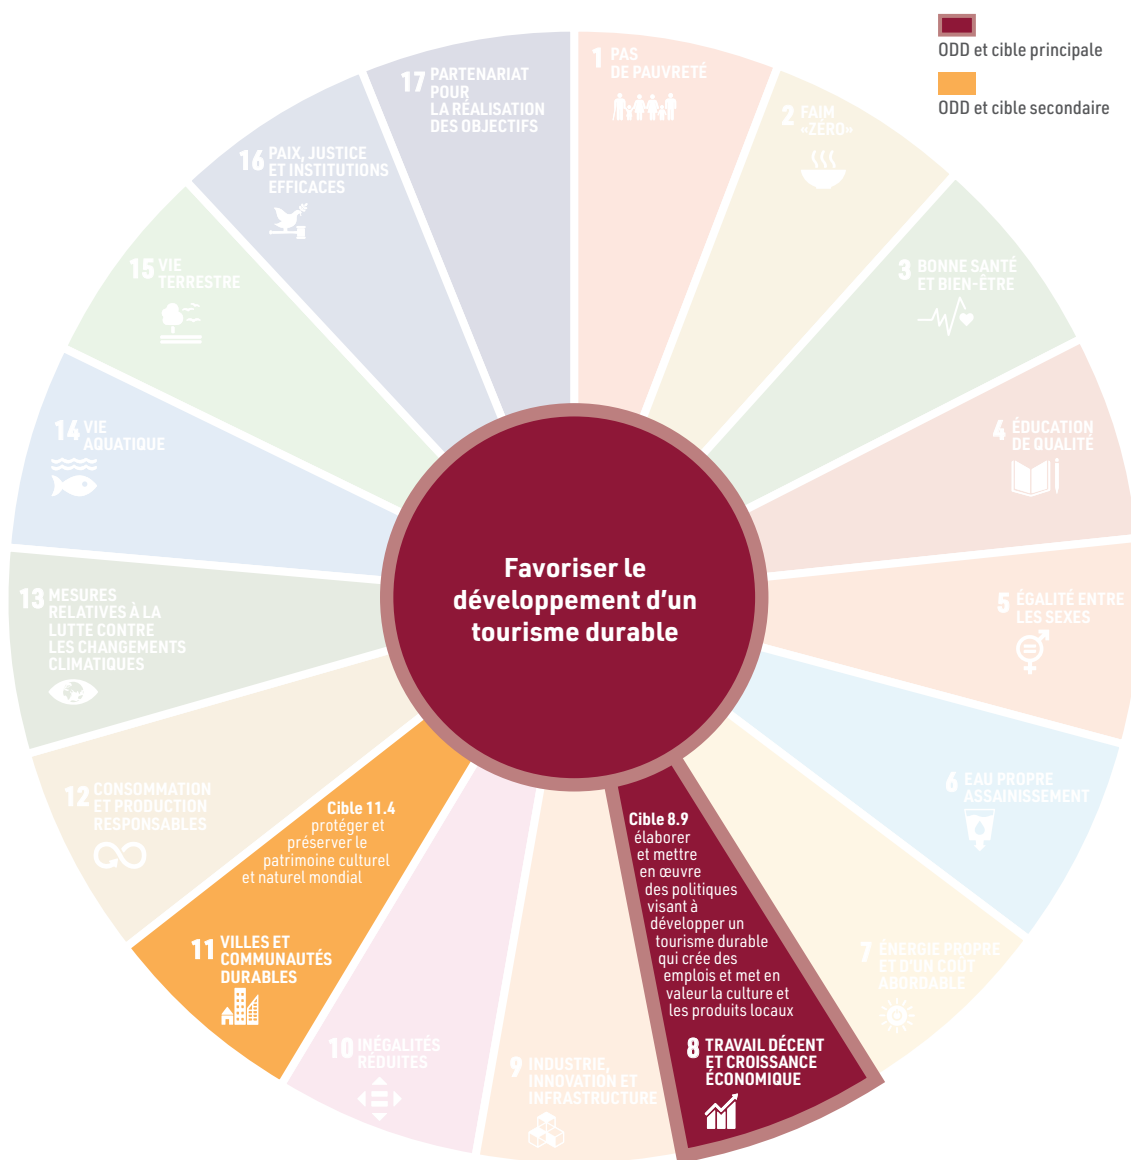 ODD et cible principale
ODD et cible secondaire
1 PAS
DE PAUVRETÉ
2 FAIM
«ZÉRO»
3 BONNE SANTÉ
ET BIEN-ÊTRE
4 ÉDUCATION
DE QUALITÉ
5 ÉGALITÉ ENTRE
LES SEXES
6 EAU PROPRE
ASSAINISSEMENT
7 ÉNERGIE PROPRE
ET D'UN COÛT
ABORDABLE
Cible 8.9
élaborer
et mettre
en œuvre
des politiques
visant à
développer un
tourisme durable
qui crée des
emplois et met en
valeur la culture et
les produits locaux
8 TRAVAIL DÉCENT
ET CROISSANCE
ÉCONOMIQUE
9 INDUSTRIE,
INNOVATION ET
INFRASTRUCTURE
10 INÉGALITÉS
RÉDUITES
Cible 11.4
protéger et
préserver le
patrimoine culturel
et naturel mondial
11 VILLES ET
COMMUNAUTÉS
DURABLES
12 CONSOMMATION
ET PRODUCTION
RESPONSABLES
13 MESURES
RELATIVES À LA
LUTTE CONTRE
LES CHANGEMENTS
CLIMATIQUES
14 VIE
AQUATIQUE
15 VIE
TERRESTRE
16 PAIX, JUSTICE
ET INSTITUTIONS
EFFICACES
17 PARTENARIAT
POUR
LA RÉALISATION
DES OBJECTIFS
Favoriser le
développement d'un
tourisme durable